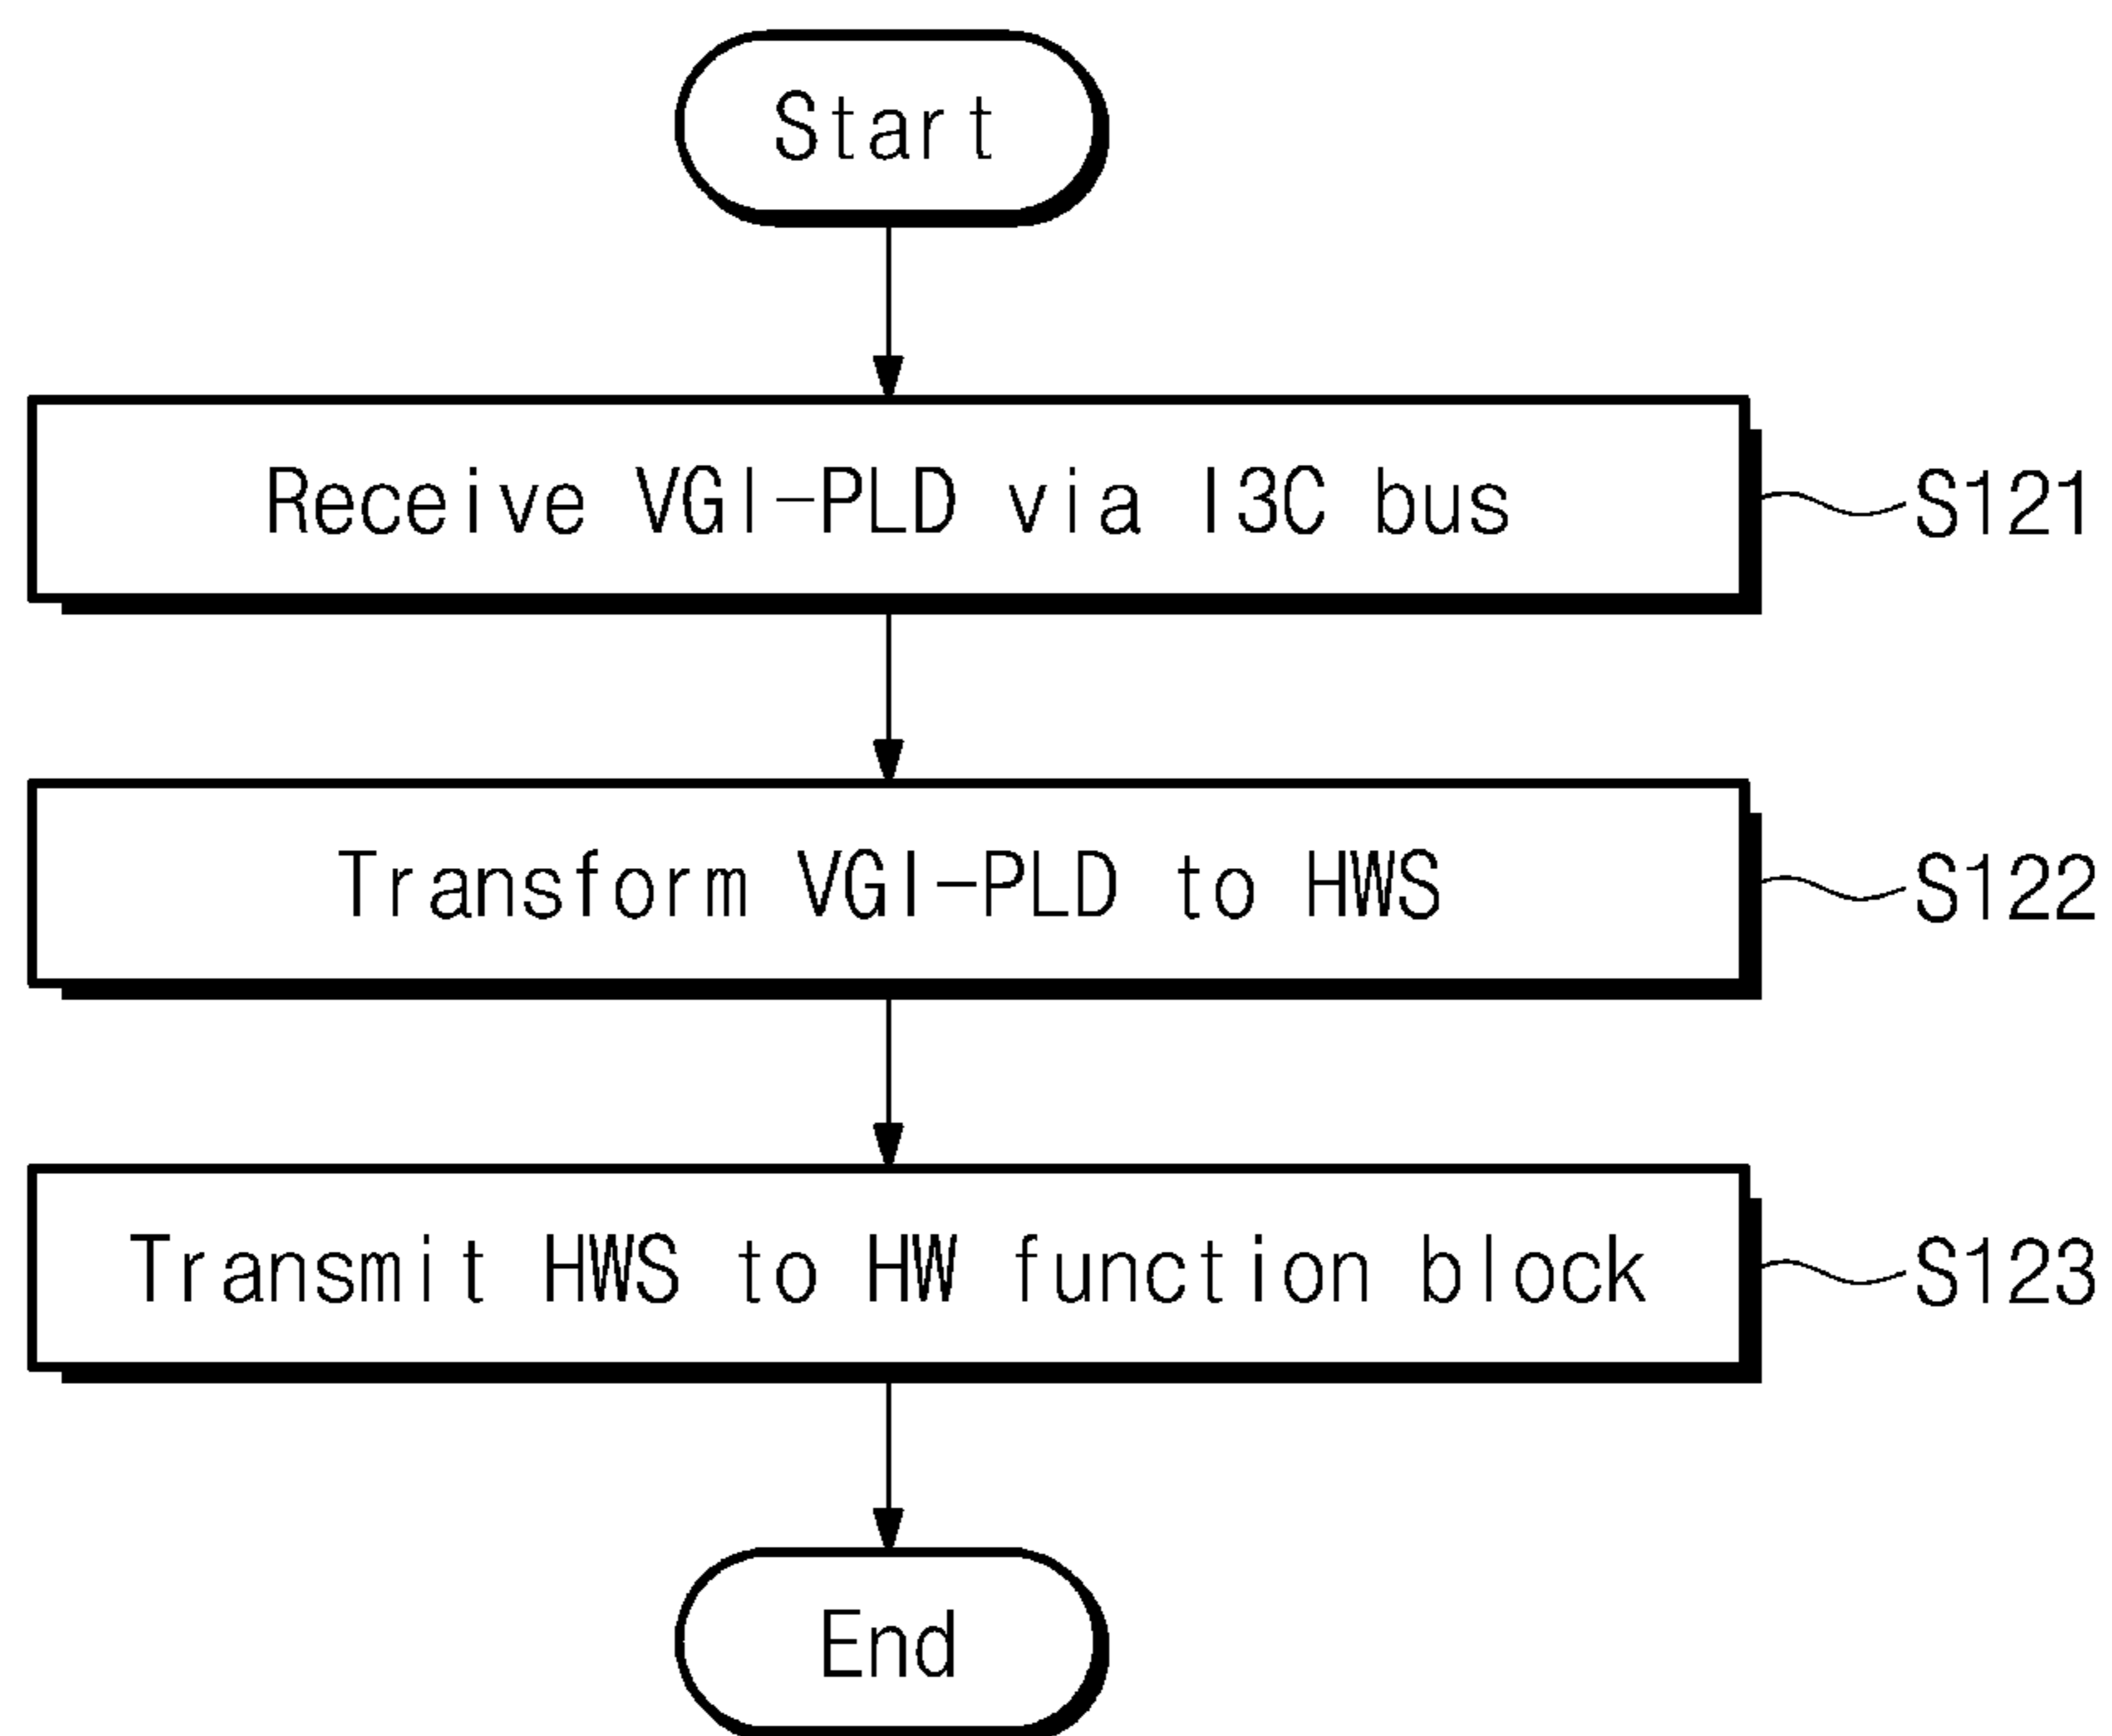 Start
Receive VGI-PLD via I3C bus
S121
Transform VGI-PLD to HWS
S122
Transmit HWS to HW function block
S123
End